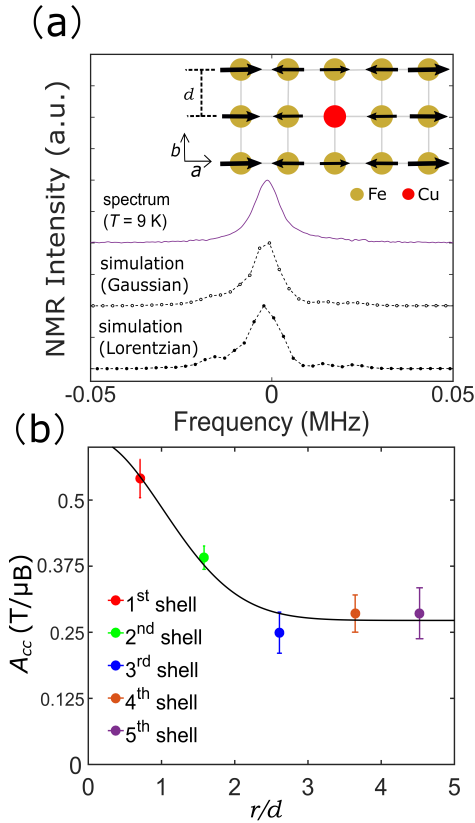 (a)
d
b
a
Fe
Cu
spectrum
(T = 9 K)
simulation
(Gaussian)
simulation
(Lorentzian)
NMR Intensity (a.u.)
-0.05
0
0.05
Frequency (MHz)
(b)
0.5
0.375
0.25
0.125
0
A_cc (T/μB)
1st shell
2nd shell
3rd shell
4th shell
5th shell
0
1
2
3
4
5
r/d